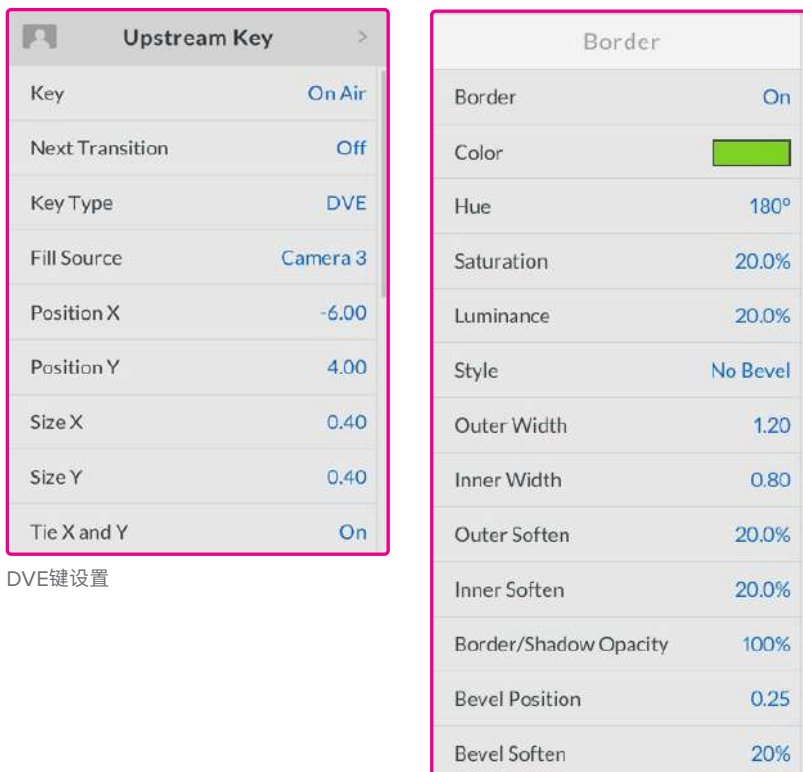 Upstream Key >
Key On Air
Next Transition Off
Key Type DVE
Fill Source Camera 3
Position X -6.00
Position Y 4.00
Size X 0.40
Size Y 0.40
Tie X and Y On
DVE键设置
Border
Border On
Color
Hue 180°
Saturation 20.0%
Luminance 20.0%
Style No Bevel
Outer Width 1.20
Inner Width 0.80
Outer Soften 20.0%
Inner Soften 20.0%
Border/Shadow Opacity 100%
Bevel Position 0.25
Bevel Soften 20%